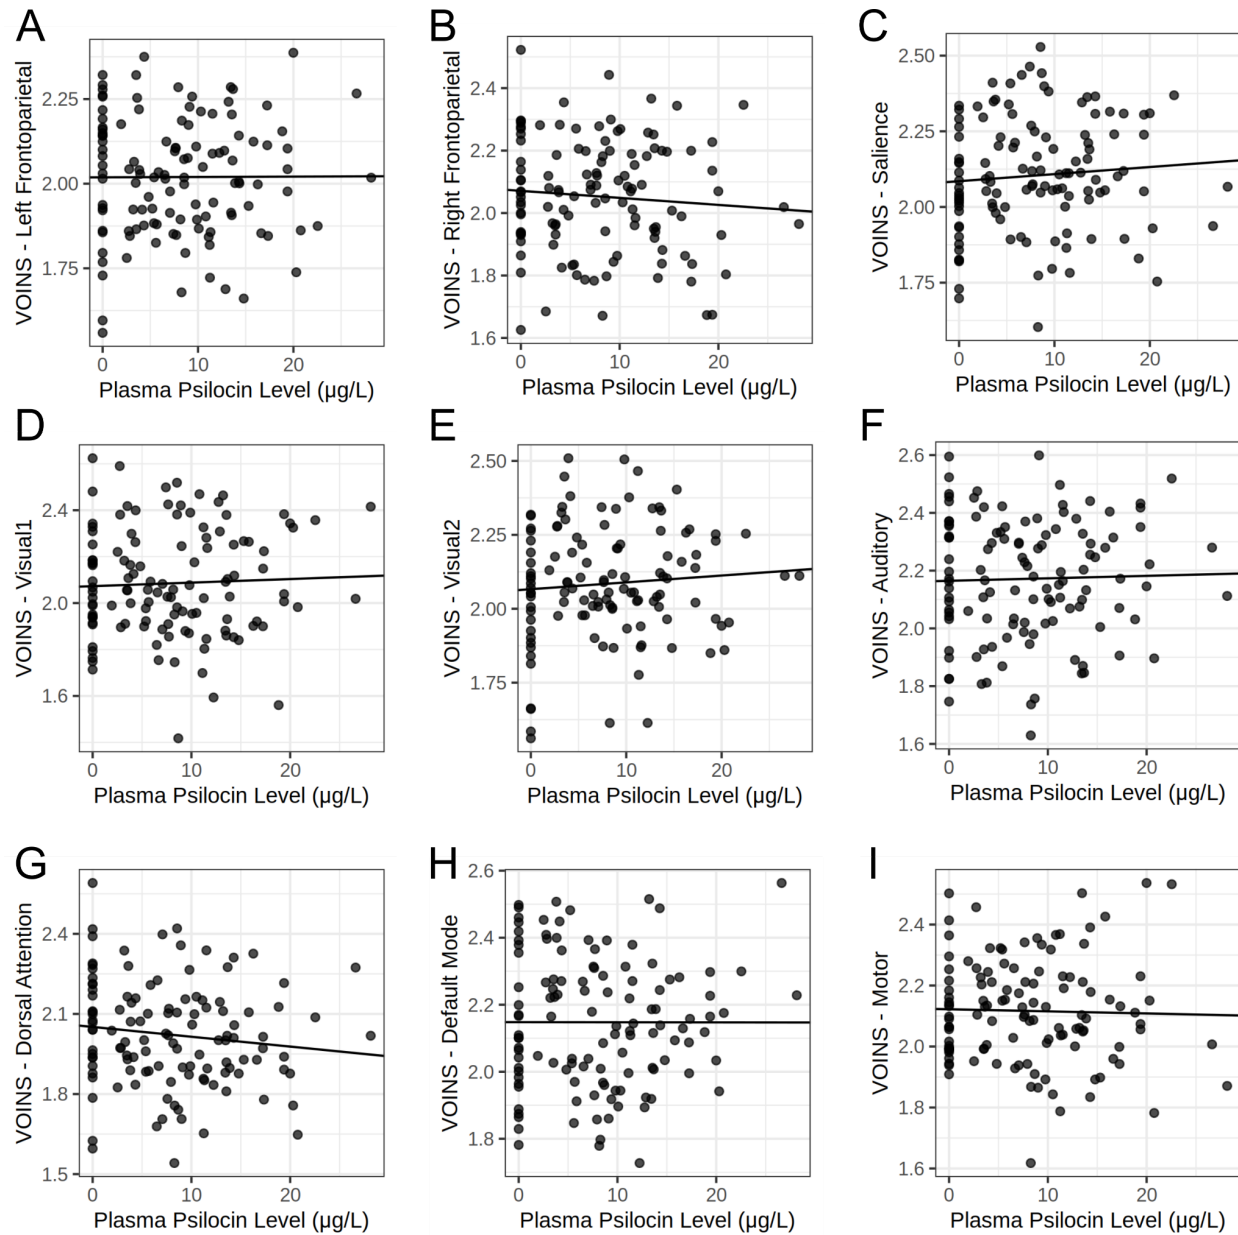 A
VOINS - Left Frontoparietal
2.25
2.00
1.75
0 10 20
Plasma Psilocin Level (µg/L)
B
VOINS - Right Frontoparietal
2.4
2.2
2.0
1.8
1.6
0 10 20
Plasma Psilocin Level (µg/L)
C
VOINS - Salience
2.50
2.25
2.00
1.75
0 10 20
Plasma Psilocin Level (µg/L)
D
VOINS - Visual1
2.4
2.0
1.6
0 10 20
Plasma Psilocin Level (µg/L)
E
VOINS - Visual2
2.50
2.25
2.00
1.75
0 10 20
Plasma Psilocin Level (µg/L)
F
VOINS - Auditory
2.6
2.4
2.2
2.0
1.8
1.6
0 10 20
Plasma Psilocin Level (µg/L)
G
VOINS - Dorsal Attention
2.4
2.1
1.8
1.5
0 10 20
Plasma Psilocin Level (µg/L)
H
VOINS - Default Mode
2.6
2.4
2.2
2.0
1.8
0 10 20
Plasma Psilocin Level (µg/L)
I
VOINS - Motor
2.4
2.2
2.0
1.8
1.6
0 10 20
Plasma Psilocin Level (µg/L)